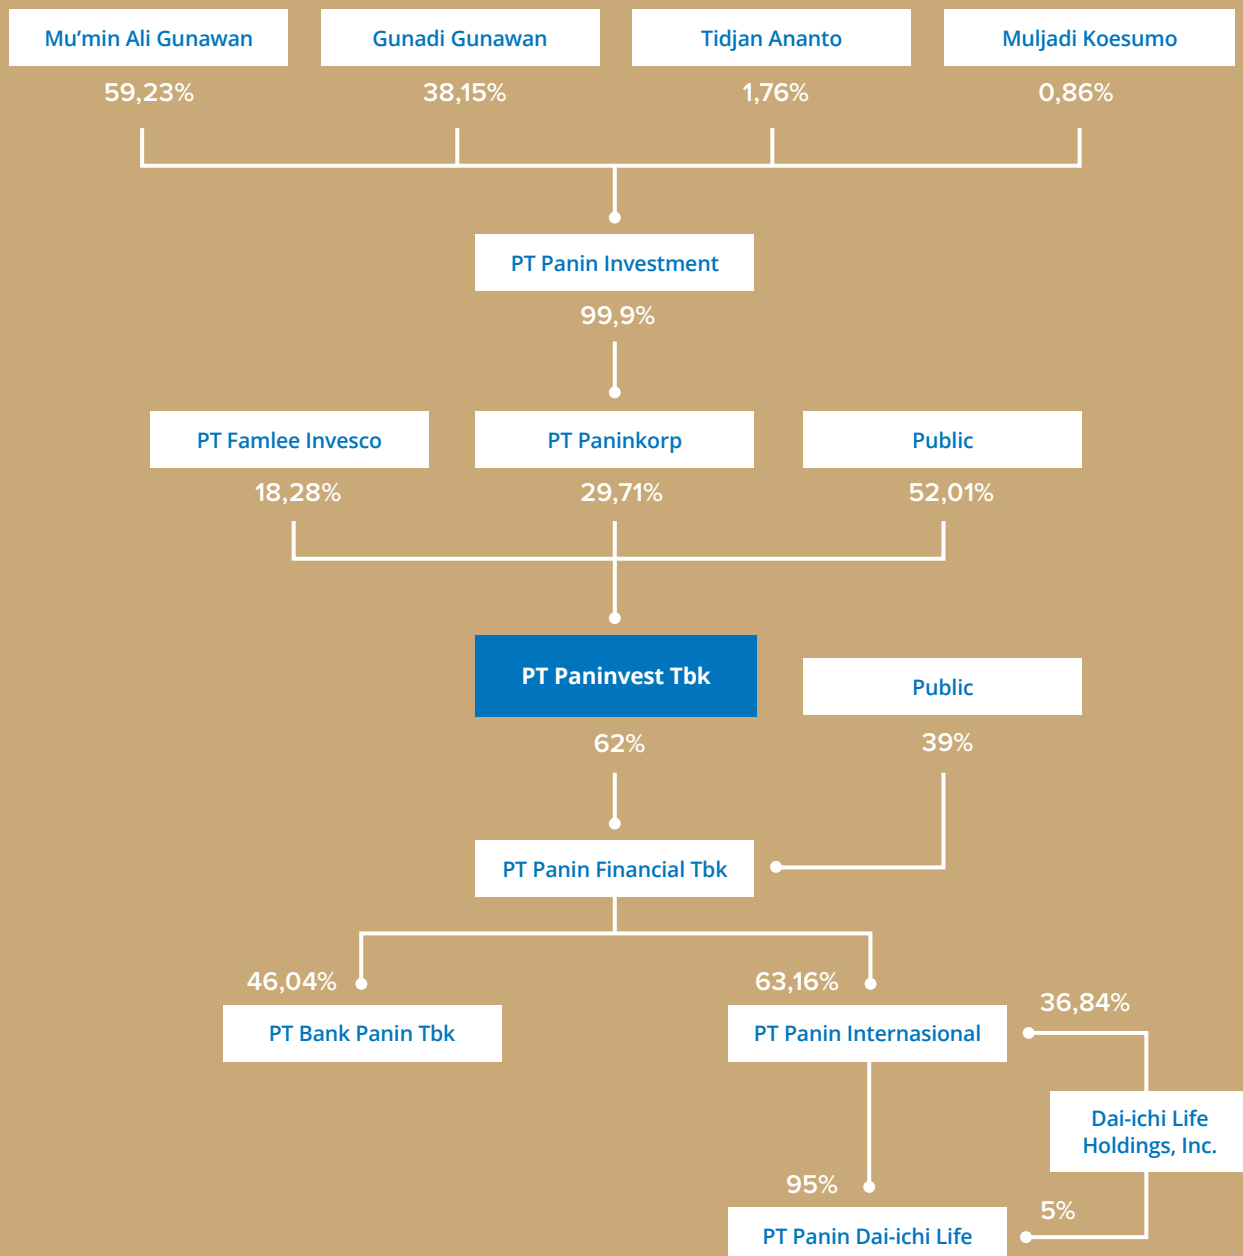 Mu’min Ali Gunawan
Gunadi Gunawan
Tidjan Ananto
Muljadi Koesumo
59,23%
38,15%
1,76%
0,86%
PT Panin Investment
99,9%
PT Famlee Invesco
PT Paninkorp
Public
18,28%
29,71%
52,01%
PT Paninvest Tbk
Public
62%
39%
PT Panin Financial Tbk
46,04%
63,16%
36,84%
PT Bank Panin Tbk
PT Panin Internasional
Dai-ichi Life
Holdings, Inc.
95%
5%
PT Panin Dai-ichi Life